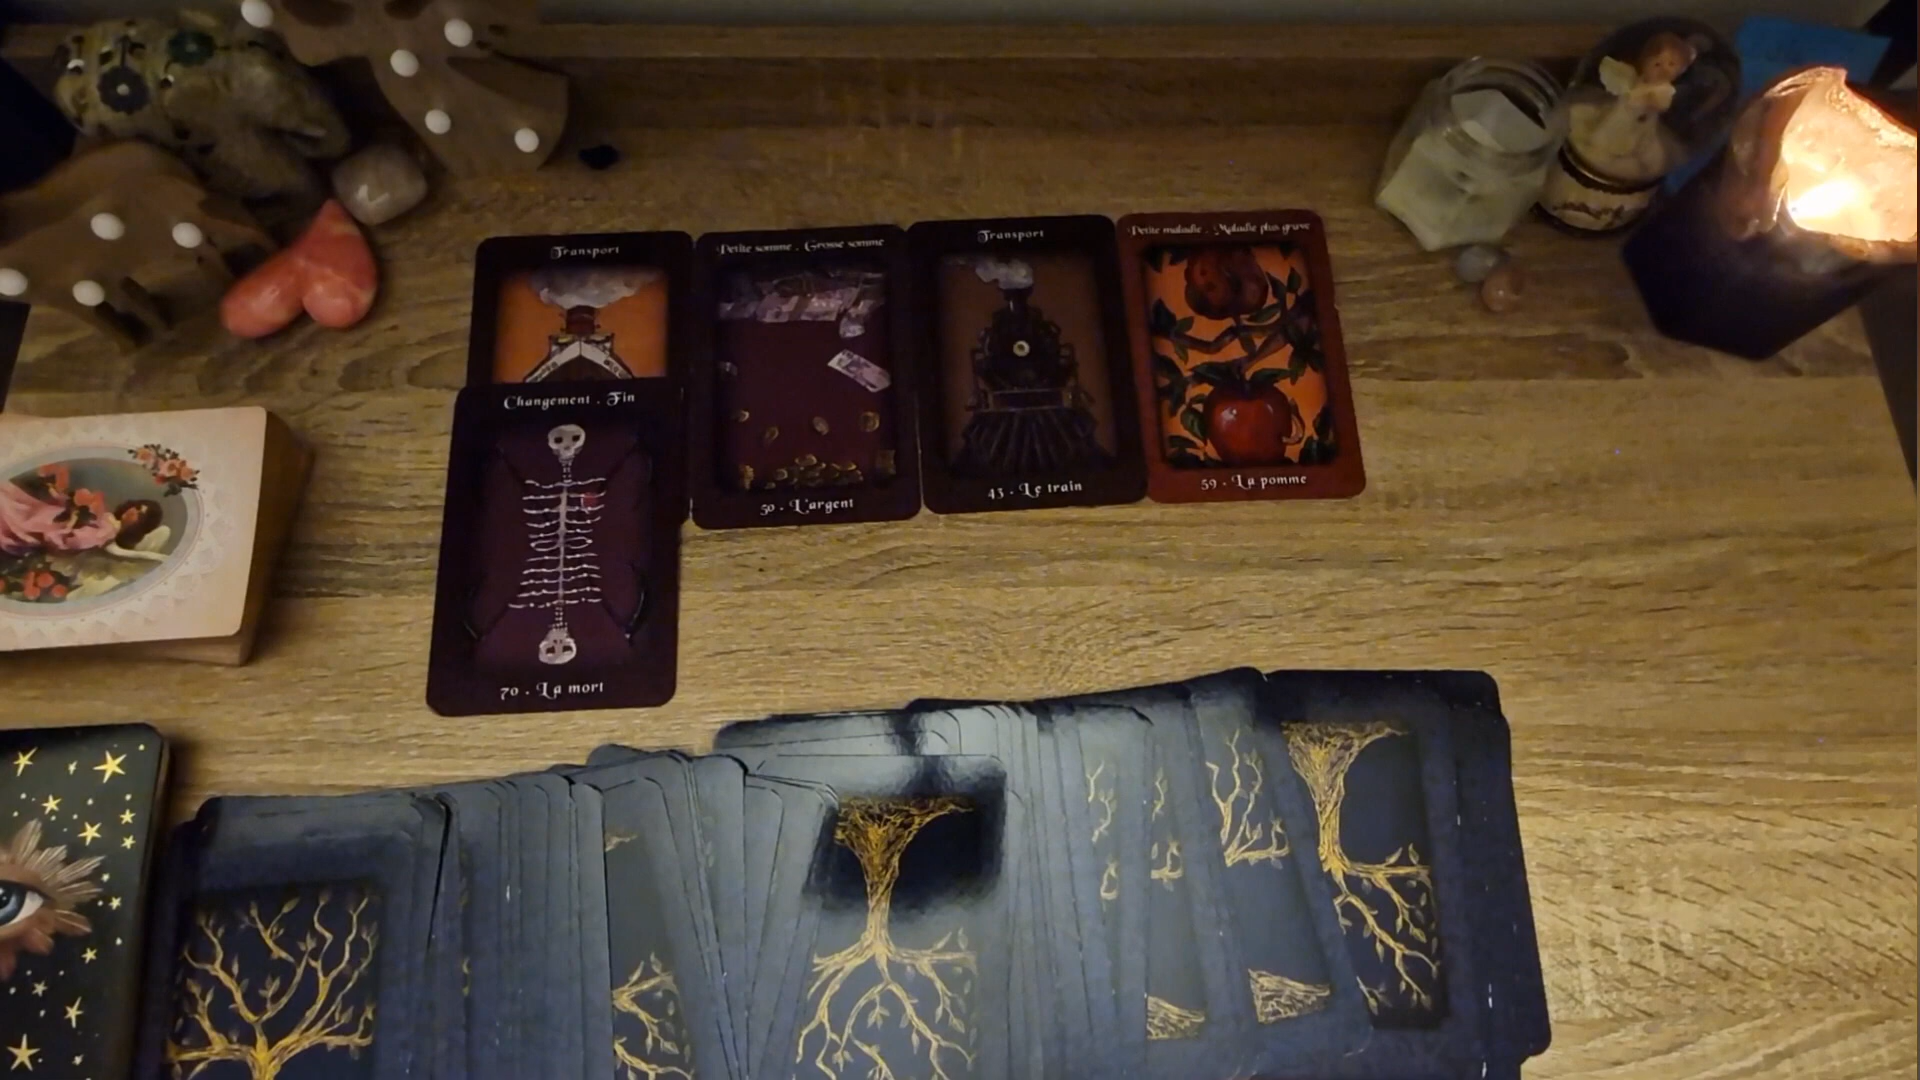 Transport
Petite somme . Grosse somme
Transport
Petite maladie . Maladie plus grave
Changement . Fin
50 . L'argent
43 . Le train
59 . La pomme
70 . La mort